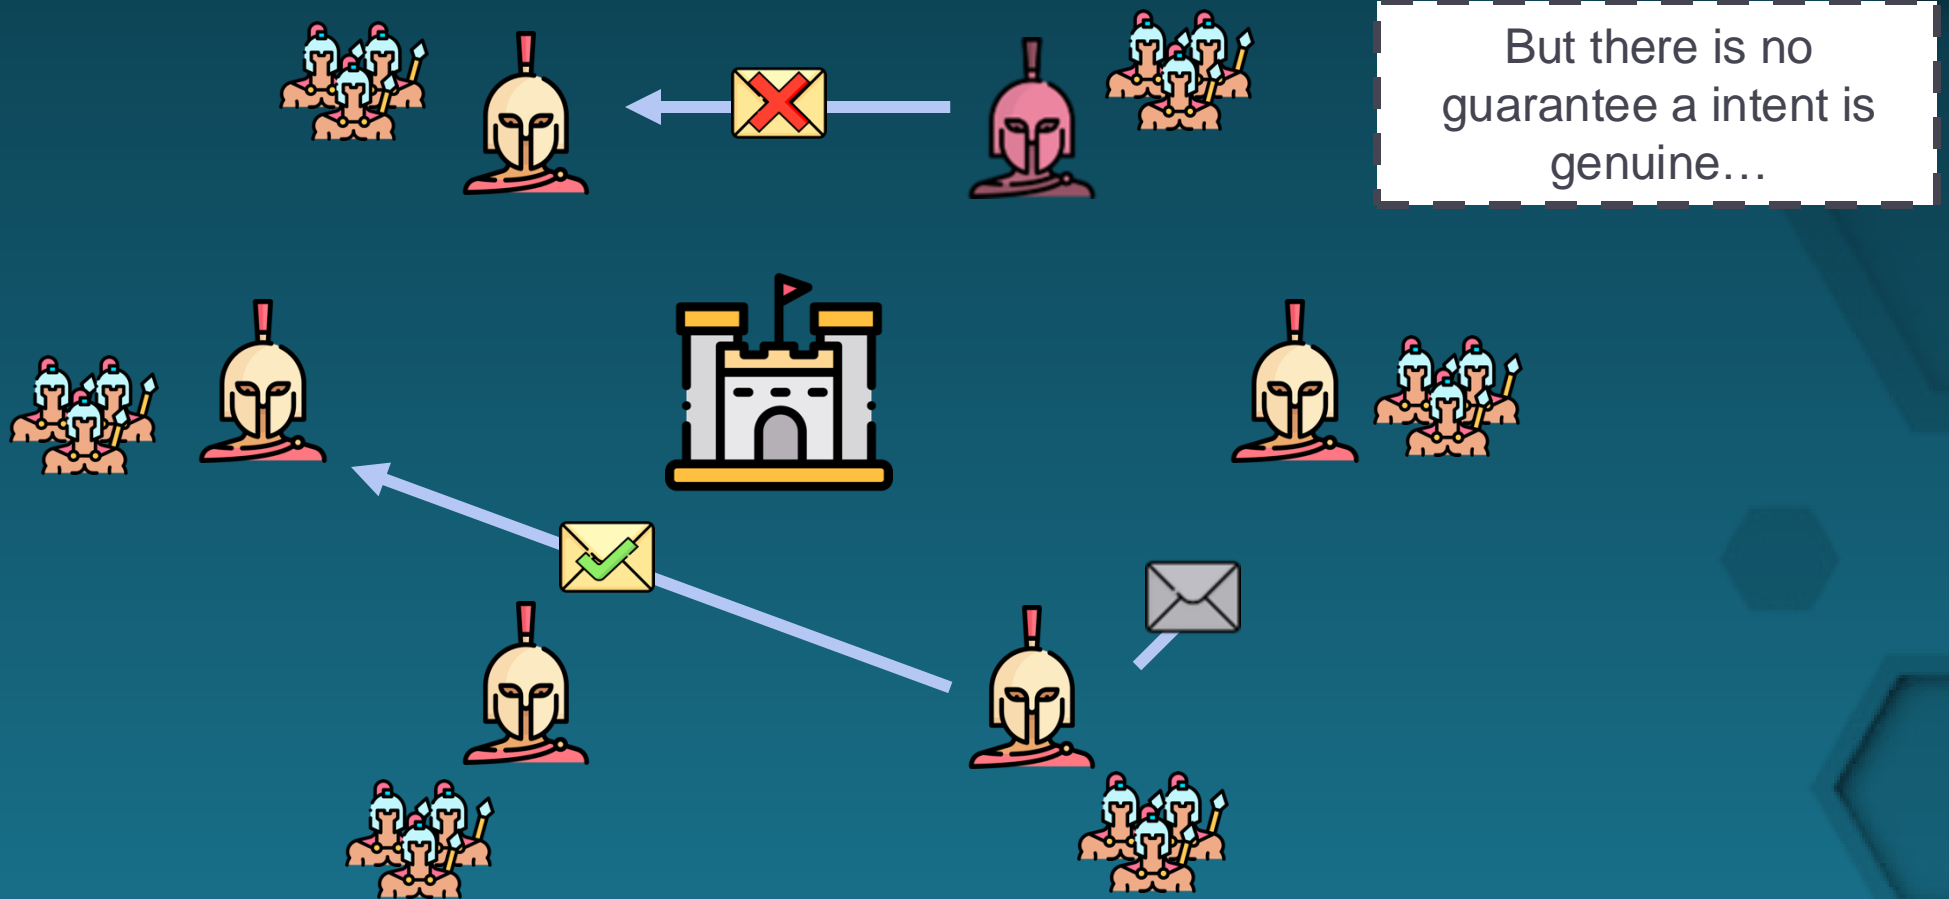 But there is no
guarantee a intent is
genuine…